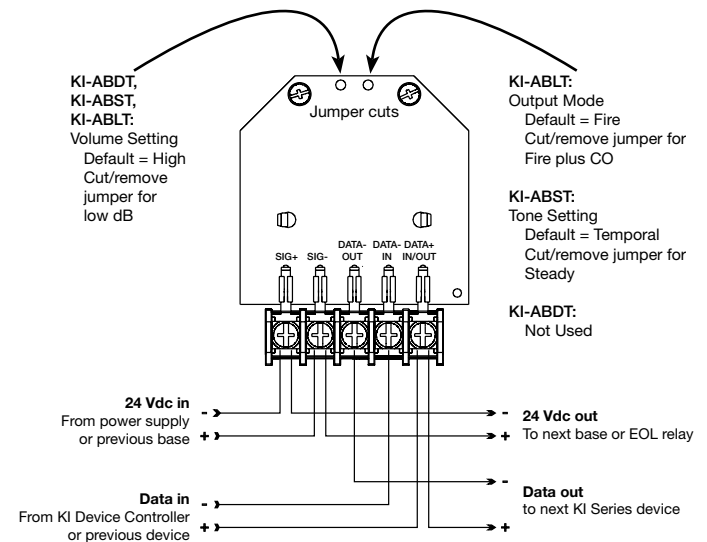 KI-ABDT,
KI-ABST,
KI-ABLT:
Volume Setting
Default = High
Cut/remove
jumper for
low dB
Jumper cuts
KI-ABLT:
Output Mode
Default = Fire
Cut/remove jumper for
Fire plus CO
KI-ABST:
Tone Setting
Default = Temporal
Cut/remove jumper for
Steady
KI-ABDT:
Not Used
SIG+
SIG-
DATA-
OUT
DATA-
IN
DATA+
IN/OUT
24 Vdc in
From power supply
or previous base
-
+
-
+
24 Vdc out
To next base or EOL relay
Data in
From KI Device Controller
or previous device
-
+
-
+
Data out
to next KI Series device